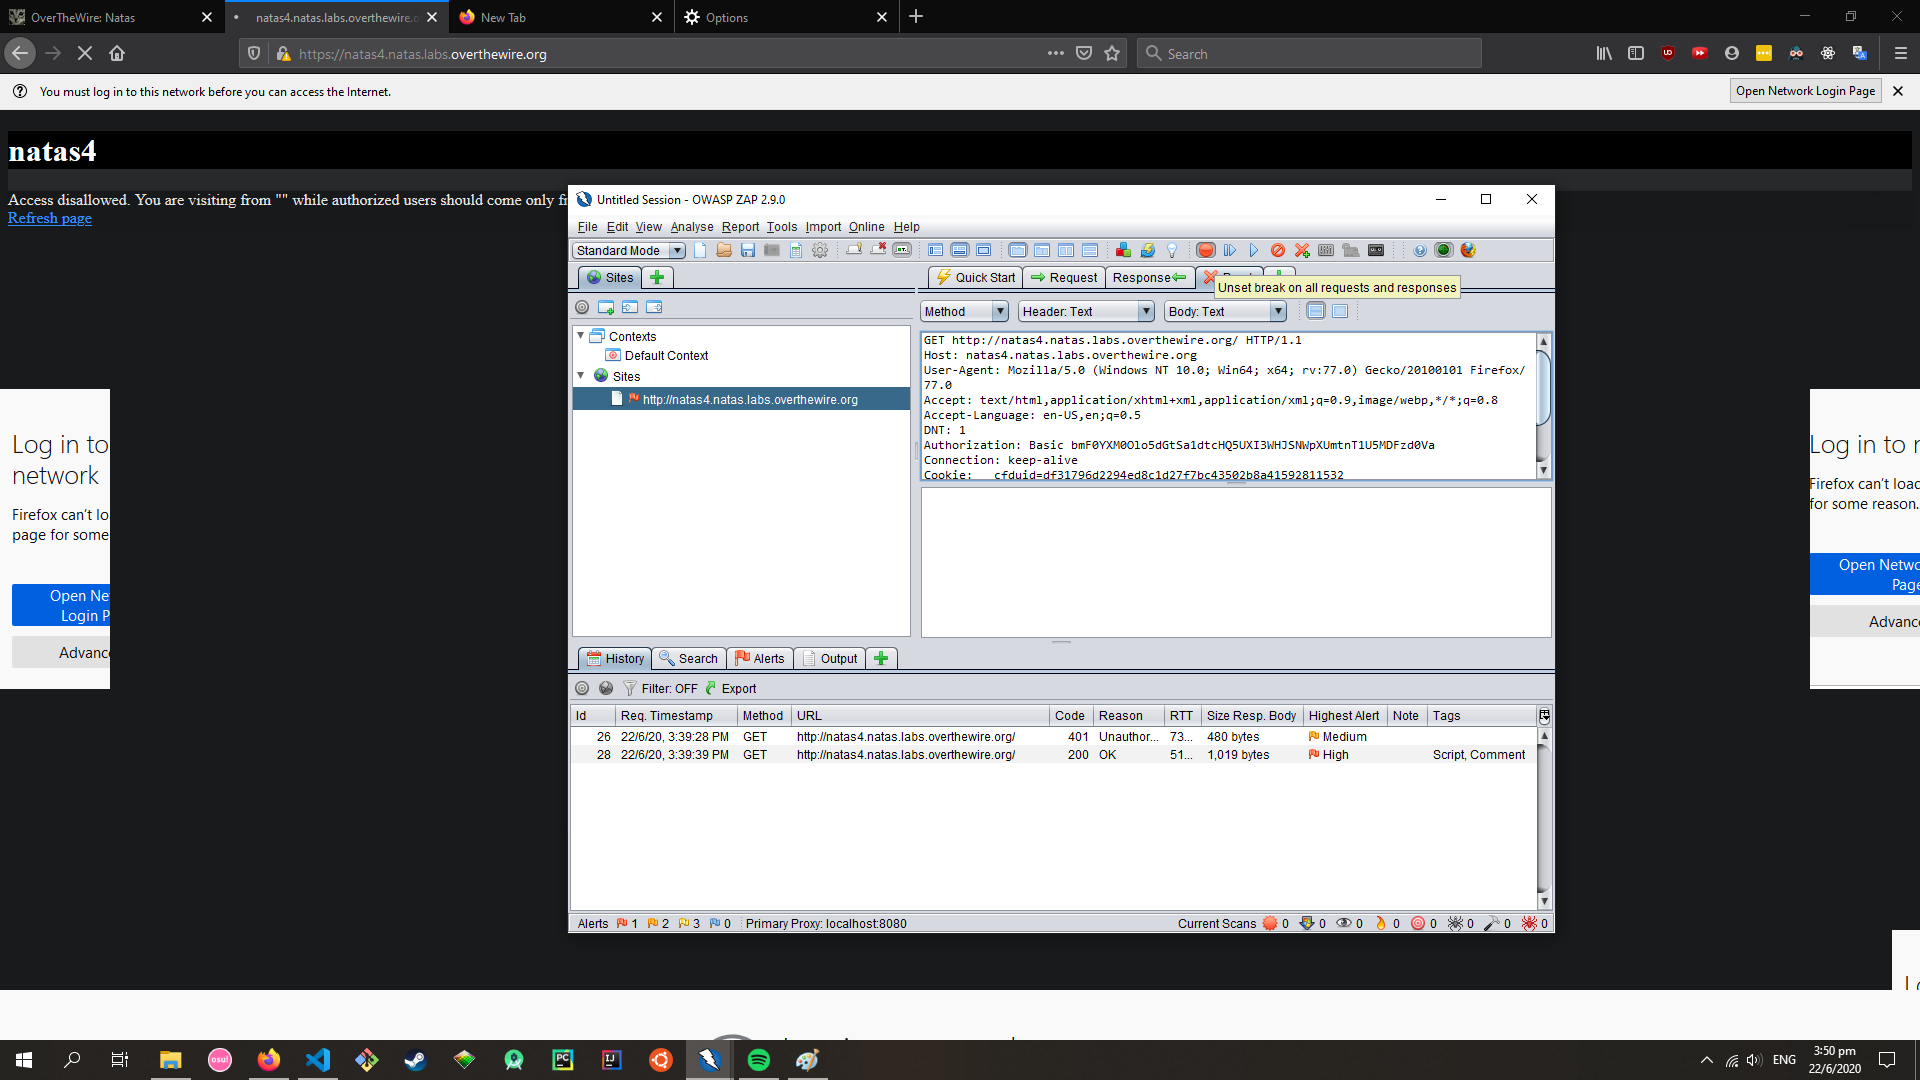 OverTheWire: Natas
natas4.natas.labs.overthewire.o
New Tab
Options
https://natas4.natas.labs.overthewire.org
Search
You must log in to this network before you can access the Internet.
Open Network Login Page
natas4
Access disallowed. You are visiting from "" while authorized users should come only fr
Refresh page
Untitled Session - OWASP ZAP 2.9.0
File Edit View Analyse Report Tools Import Online Help
Standard Mode
Sites
Quick Start
Request
Response
Unset break on all requests and responses
Method
Header: Text
Body: Text
Contexts
Default Context
Sites
http://natas4.natas.labs.overthewire.org
GET http://natas4.natas.labs.overthewire.org/ HTTP/1.1
Host: natas4.natas.labs.overthewire.org
User-Agent: Mozilla/5.0 (Windows NT 10.0; Win64; x64; rv:77.0) Gecko/20100101 Firefox/
77.0
Accept: text/html,application/xhtml+xml,application/xml;q=0.9,image/webp,*/*;q=0.8
Accept-Language: en-US,en;q=0.5
DNT: 1
Authorization: Basic bmF0YXM0Olo5dGtSa1dtcHQ5UXI3WHJSNWpXUmtnT1U5MDFzd0Va
Connection: keep-alive
Cookie: __cfduid=df31796d2294ed8c1d27f7bc43502b8a41592811532
Log in to
network
Firefox can't lo
page for some
Open Ne
Login P
Advanc
Log in to r
Firefox can't load
for some reason.
Open Netwo
Page
Advanc
History
Search
Alerts
Output
Filter: OFF
Export
Id Req. Timestamp Method URL Code Reason RTT Size Resp. Body Highest Alert Note Tags
26 22/6/20, 3:39:28 PM GET http://natas4.natas.labs.overthewire.org/ 401 Unauthor... 73... 480 bytes Medium
28 22/6/20, 3:39:39 PM GET http://natas4.natas.labs.overthewire.org/ 200 OK 51... 1,019 bytes High Script, Comment
Alerts 1 2 3 0 Primary Proxy: localhost:8080
Current Scans 0 0 0 0 0 0 0 0
osu!
PC
IJ
ENG
3:50 pm
22/6/2020